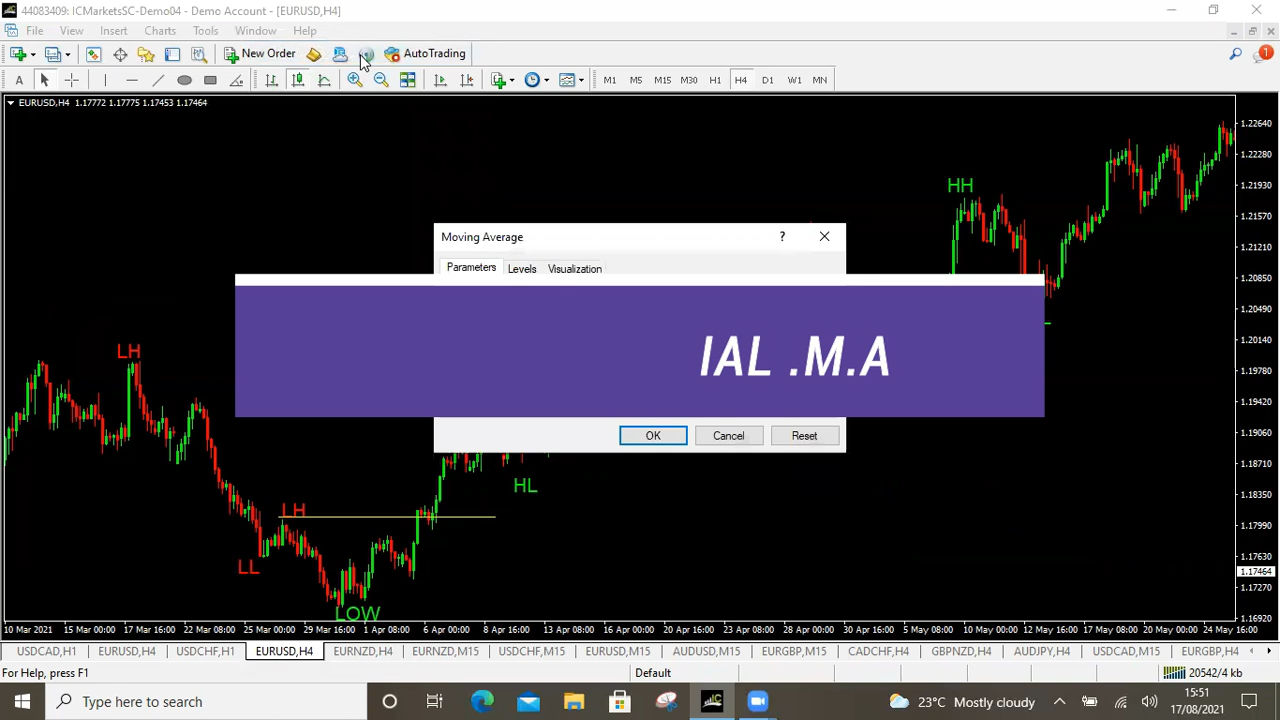 44083409: ICMarketsSC-Demo04 - Demo Account - [EURUSD,H4]
File View Insert Charts Tools Window Help
New Order AutoTrading 1
A M1 M5 M15 M30 H1 H4 D1 W1 MN
EURUSD,H4 1.17772 1.17775 1.17453 1.17464
1.22640
1.22280
1.21930
1.21570
1.21210
1.20850
1.20490
1.20140
1.19780
1.19420
1.19060
1.18710
1.18350
1.17990
1.17630
1.17464
1.17270
1.16920
HH
Moving Average ?
Parameters Levels Visualization
IAL .M.A
LH
OK Cancel Reset
HL
LH
LL
LOW
10 Mar 2021 15 Mar 00:00 17 Mar 16:00 22 Mar 08:00 25 Mar 00:00 29 Mar 16:00 1 Apr 08:00 6 Apr 00:00 8 Apr 16:00 13 Apr 08:00 16 Apr 00:00 20 Apr 16:00 23 Apr 08:00 28 Apr 00:00 30 Apr 16:00 5 May 08:00 10 May 00:00 12 May 16:00 17 May 08:00 20 May 00:00 24 May 16:00
USDCAD,H1 EURUSD,H4 USDCHF,H1 EURUSD,H4 EURNZD,H4 EURNZD,M15 USDCHF,M15 EURUSD,M15 AUDUSD,M15 EURGBP,M15 CADCHF,H4 GBPNZD,H4 AUDJPY,H4 USDCAD,M15 EURGBP,H4
For Help, press F1 Default 20542/4 kb
Type here to search 23°C Mostly cloudy 15:51
17/08/2021